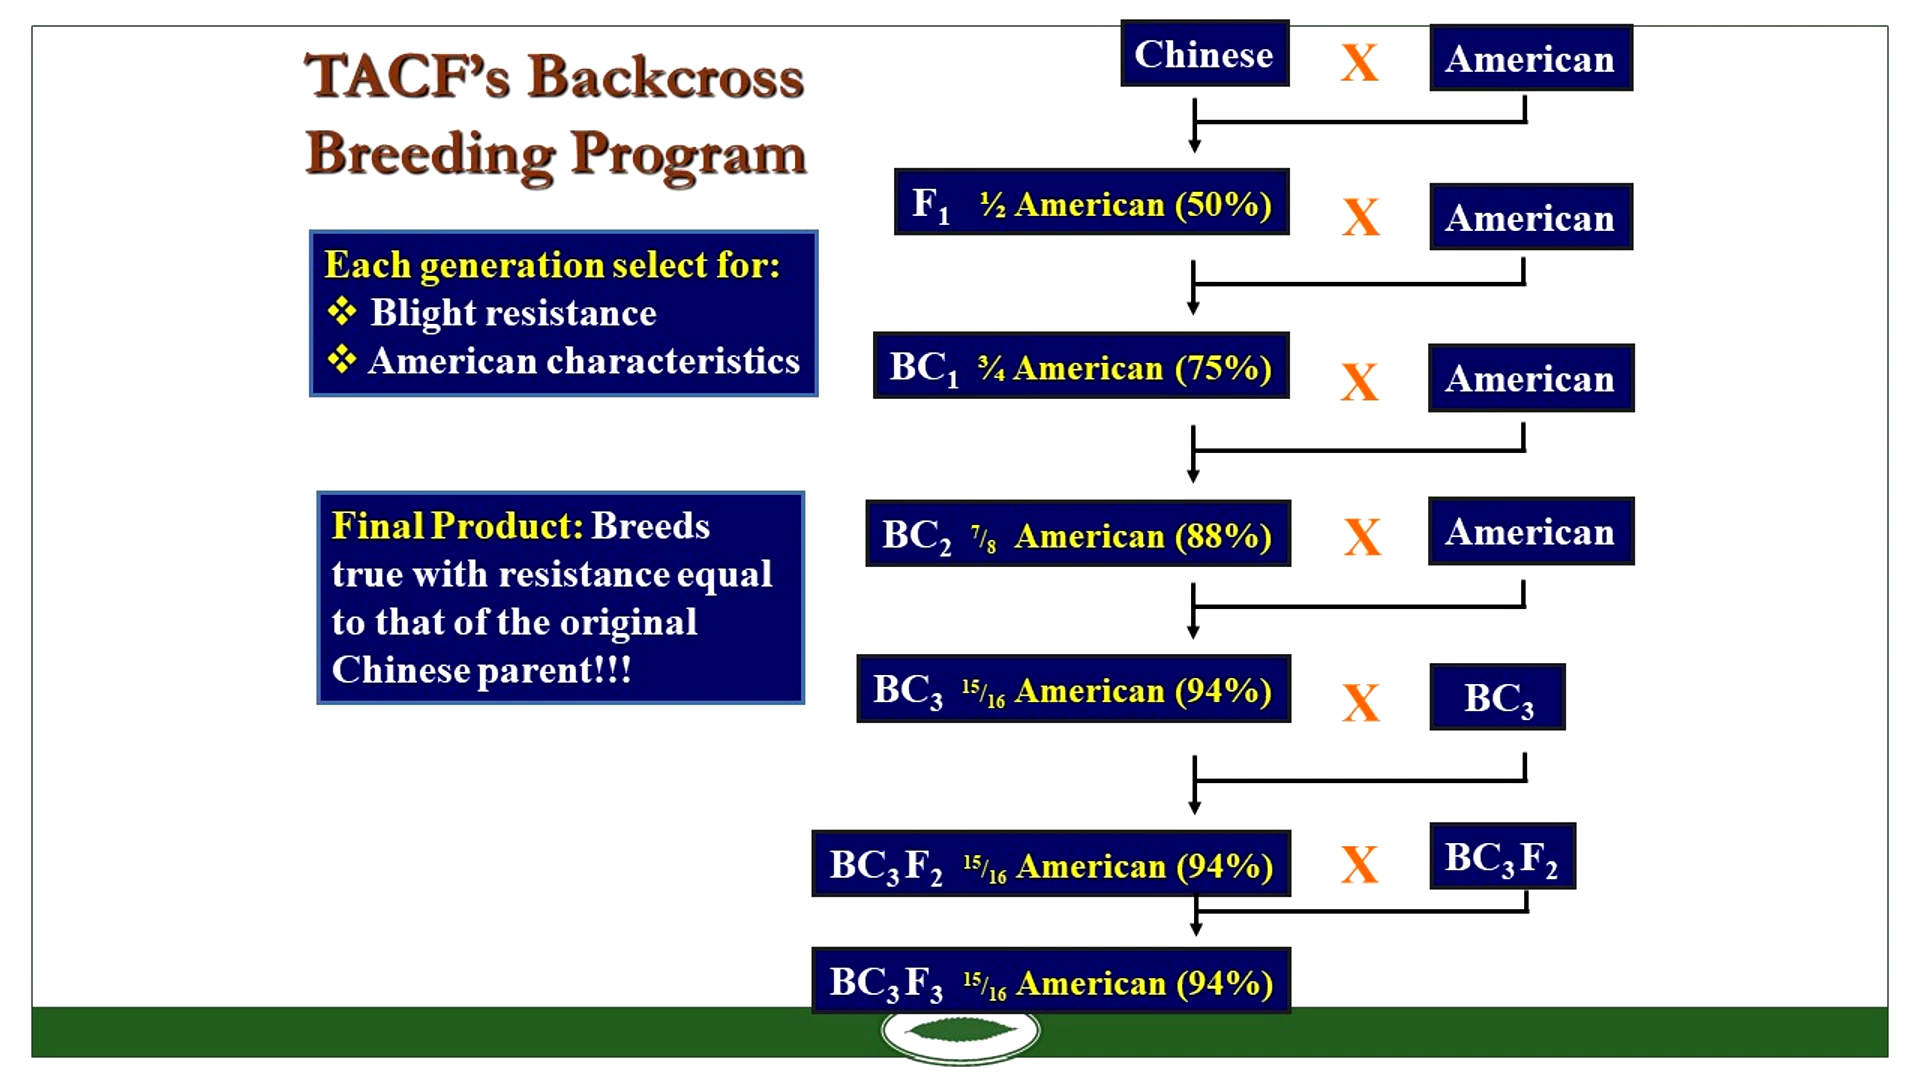 TACF's Backcross
Breeding Program
Each generation select for:
❖ Blight resistance
❖ American characteristics
Final Product: Breeds
true with resistance equal
to that of the original
Chinese parent!!!
Chinese X American
F₁ ½ American (50%) X American
BC₁ ¾ American (75%) X American
BC₂ ⁷/₈ American (88%) X American
BC₃ ¹⁵/₁₆ American (94%) X BC₃
BC₃F₂ ¹⁵/₁₆ American (94%) X BC₃F₂
BC₃F₃ ¹⁵/₁₆ American (94%)